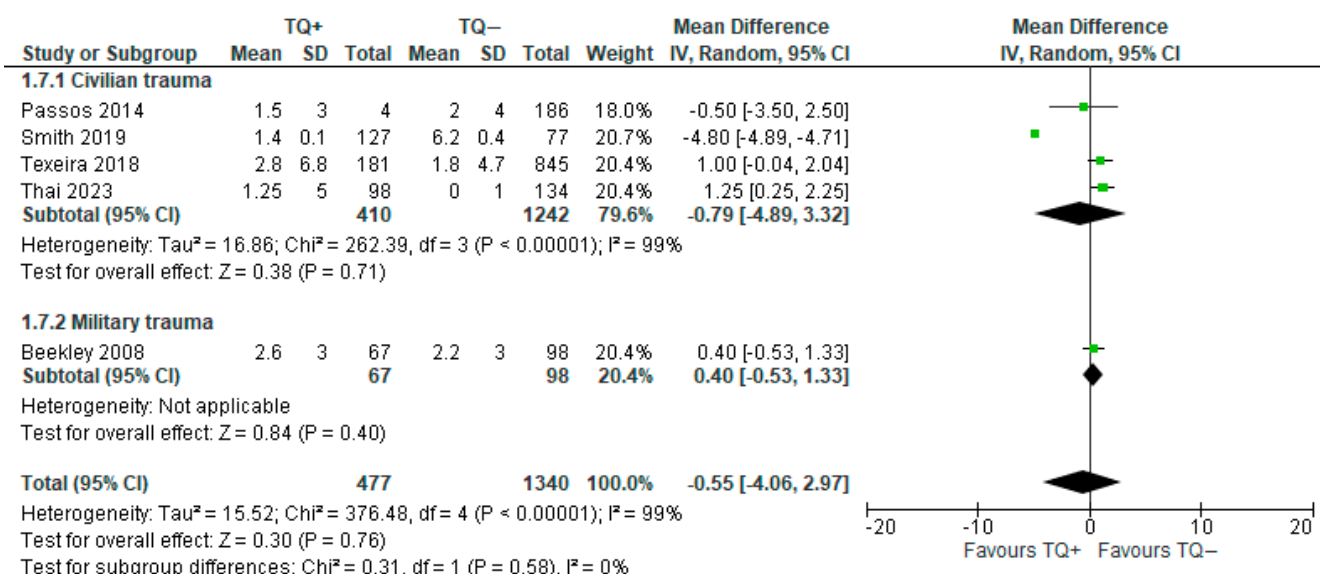 TQ+ TQ− Mean Difference Mean Difference
Study or Subgroup Mean SD Total Mean SD Total Weight IV, Random, 95% CI IV, Random, 95% CI
1.7.1 Civilian trauma
Passos 2014 1.5 3 4 2 4 186 18.0% -0.50 [-3.50, 2.50]
Smith 2019 1.4 0.1 127 6.2 0.4 77 20.7% -4.80 [-4.89, -4.71]
Texeira 2018 2.8 6.8 181 1.8 4.7 845 20.4% 1.00 [-0.04, 2.04]
Thai 2023 1.25 5 98 0 1 134 20.4% 1.25 [0.25, 2.25]
Subtotal (95% CI) 410 1242 79.6% -0.79 [-4.89, 3.32]
Heterogeneity: Tau² = 16.86; Chi² = 262.39, df = 3 (P < 0.00001); I² = 99%
Test for overall effect: Z = 0.38 (P = 0.71)
1.7.2 Military trauma
Beekley 2008 2.6 3 67 2.2 3 98 20.4% 0.40 [-0.53, 1.33]
Subtotal (95% CI) 67 98 20.4% 0.40 [-0.53, 1.33]
Heterogeneity: Not applicable
Test for overall effect: Z = 0.84 (P = 0.40)
Total (95% CI) 477 1340 100.0% -0.55 [-4.06, 2.97]
Heterogeneity: Tau² = 15.52; Chi² = 376.48, df = 4 (P < 0.00001); I² = 99%
Test for overall effect: Z = 0.30 (P = 0.76)
Test for subgroup differences: Chi² = 0.31, df = 1 (P = 0.58), I² = 0%
-20 -10 0 10 20
Favours TQ+ Favours TQ−